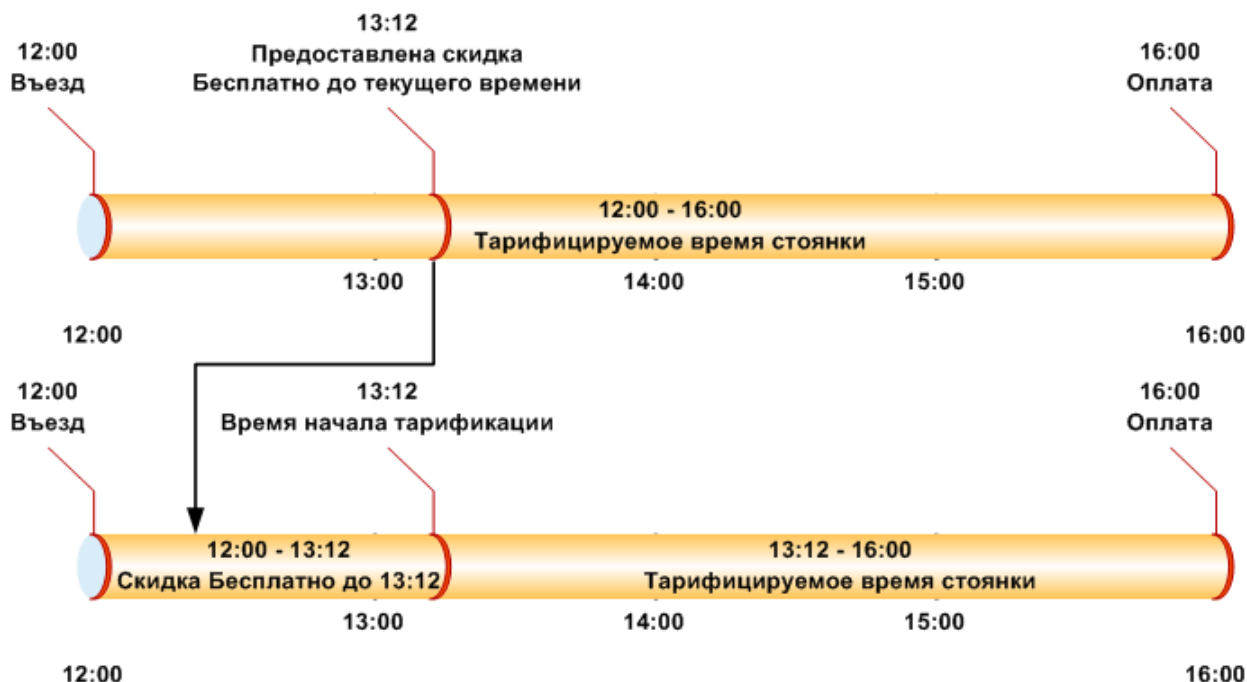 13:12
12:00
Предоставлена скидка
16:00
Въезд
Бесплатно до текущего времени
Оплата
12:00 - 16:00
Тарифицируемое время стоянки
13:00
14:00
15:00
12:00
16:00
12:00
13:12
16:00
Въезд
Время начала тарификации
Оплата
12:00 - 13:12
13:12 - 16:00
Скидка Бесплатно до 13:12
Тарифицируемое время стоянки
13:00
14:00
15:00
12:00
16:00